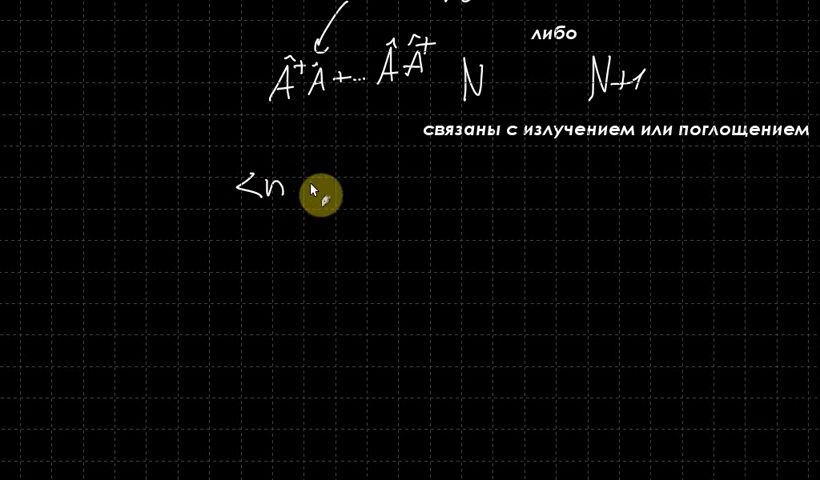 либо
Â⁺Â +... ÂÂ⁺ N N+1
связаны с излучением или поглощением
<n